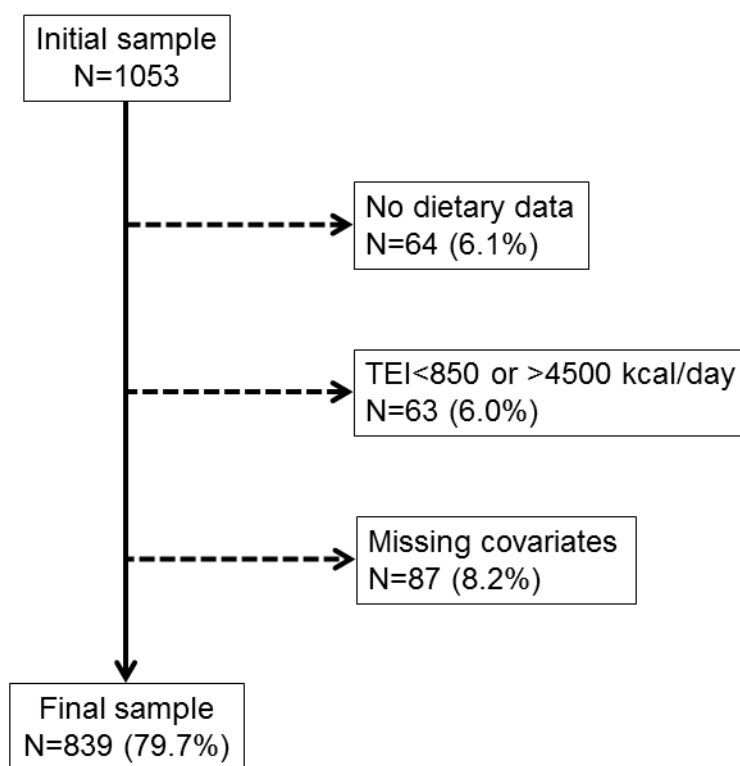 Initial sample
N=1053
No dietary data
N=64 (6.1%)
TEI<850 or >4500 kcal/day
N=63 (6.0%)
Missing covariates
N=87 (8.2%)
Final sample
N=839 (79.7%)